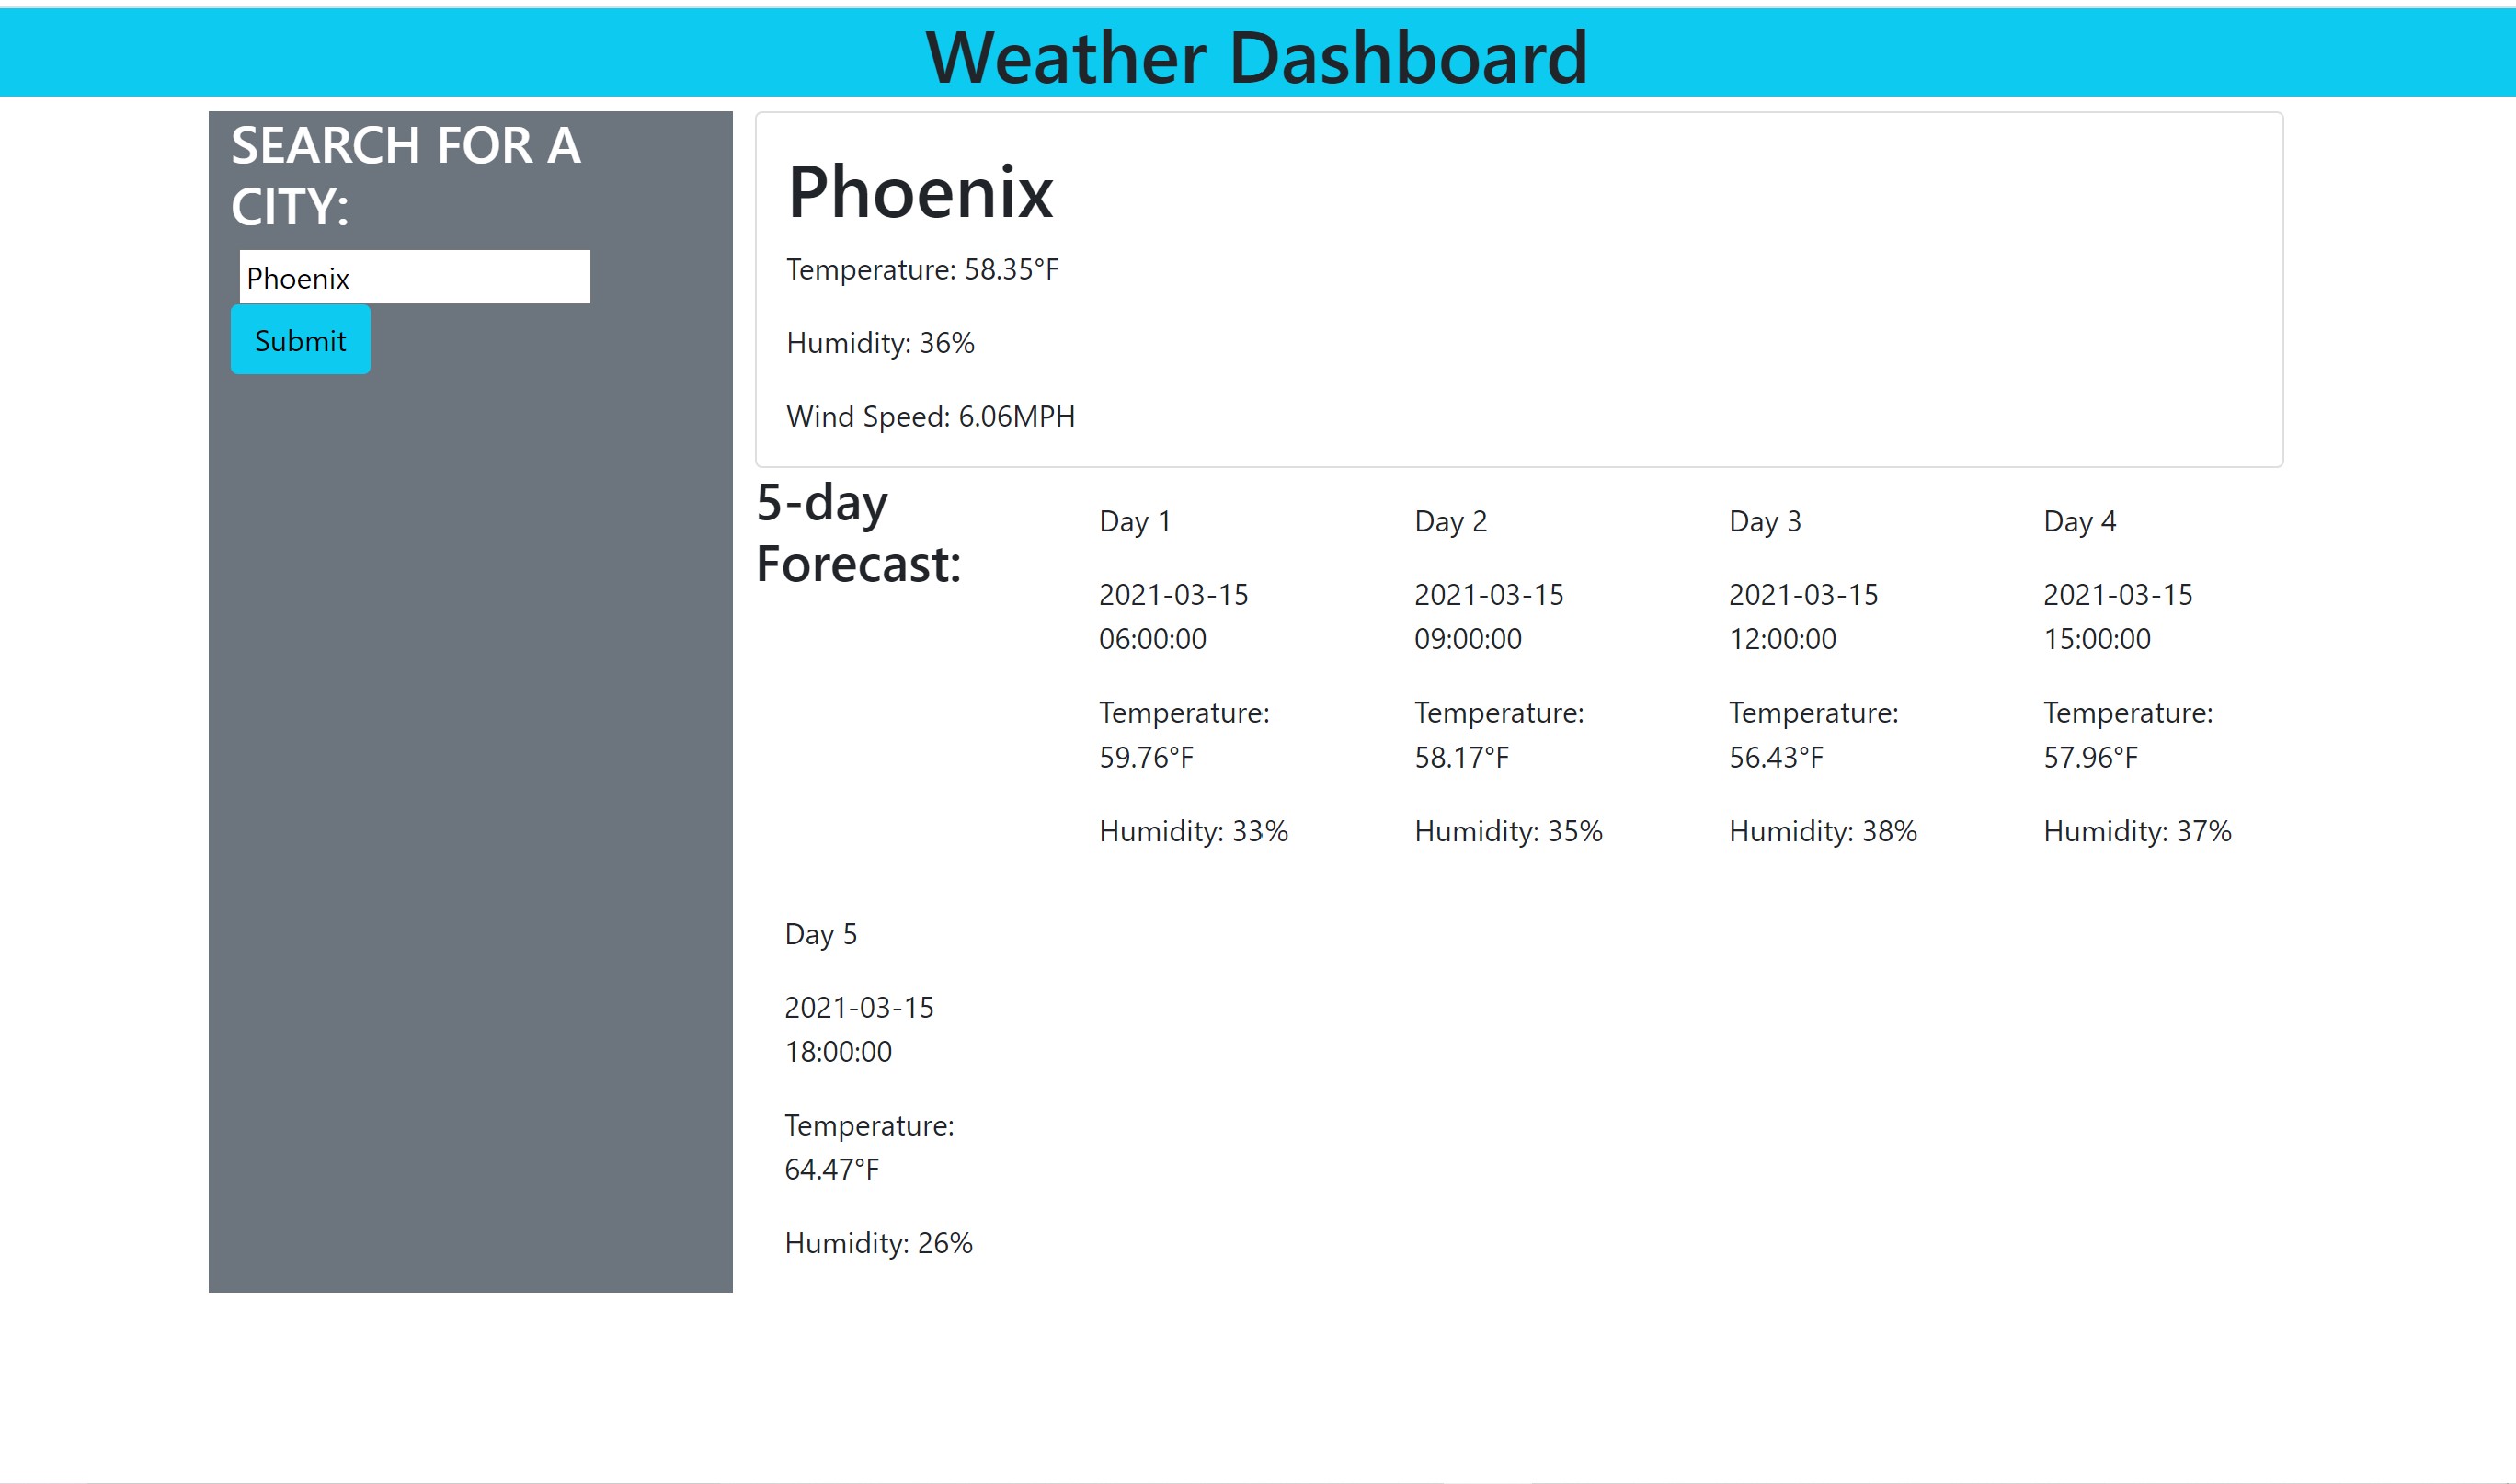 Weather Dashboard
SEARCH FOR A
CITY:
Phoenix
Submit
Phoenix
Temperature: 58.35°F
Humidity: 36%
Wind Speed: 6.06MPH
5-day
Forecast:
Day 1
2021-03-15
06:00:00
Temperature:
59.76°F
Humidity: 33%
Day 2
2021-03-15
09:00:00
Temperature:
58.17°F
Humidity: 35%
Day 3
2021-03-15
12:00:00
Temperature:
56.43°F
Humidity: 38%
Day 4
2021-03-15
15:00:00
Temperature:
57.96°F
Humidity: 37%
Day 5
2021-03-15
18:00:00
Temperature:
64.47°F
Humidity: 26%